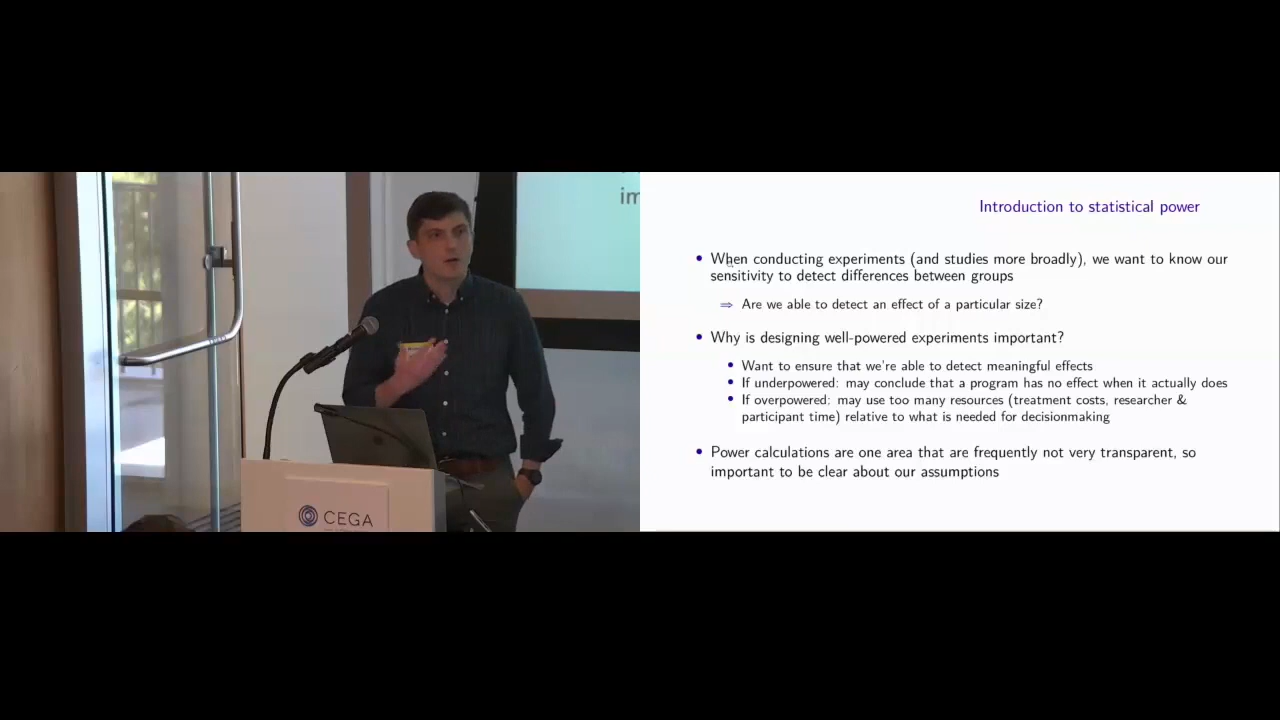 im
CEGA
Introduction to statistical power
• When conducting experiments (and studies more broadly), we want to know our
sensitivity to detect differences between groups
⇒ Are we able to detect an effect of a particular size?
• Why is designing well-powered experiments important?
• Want to ensure that we're able to detect meaningful effects
• If underpowered: may conclude that a program has no effect when it actually does
• If overpowered: may use too many resources (treatment costs, researcher &
participant time) relative to what is needed for decisionmaking
• Power calculations are one area that are frequently not very transparent, so
important to be clear about our assumptions